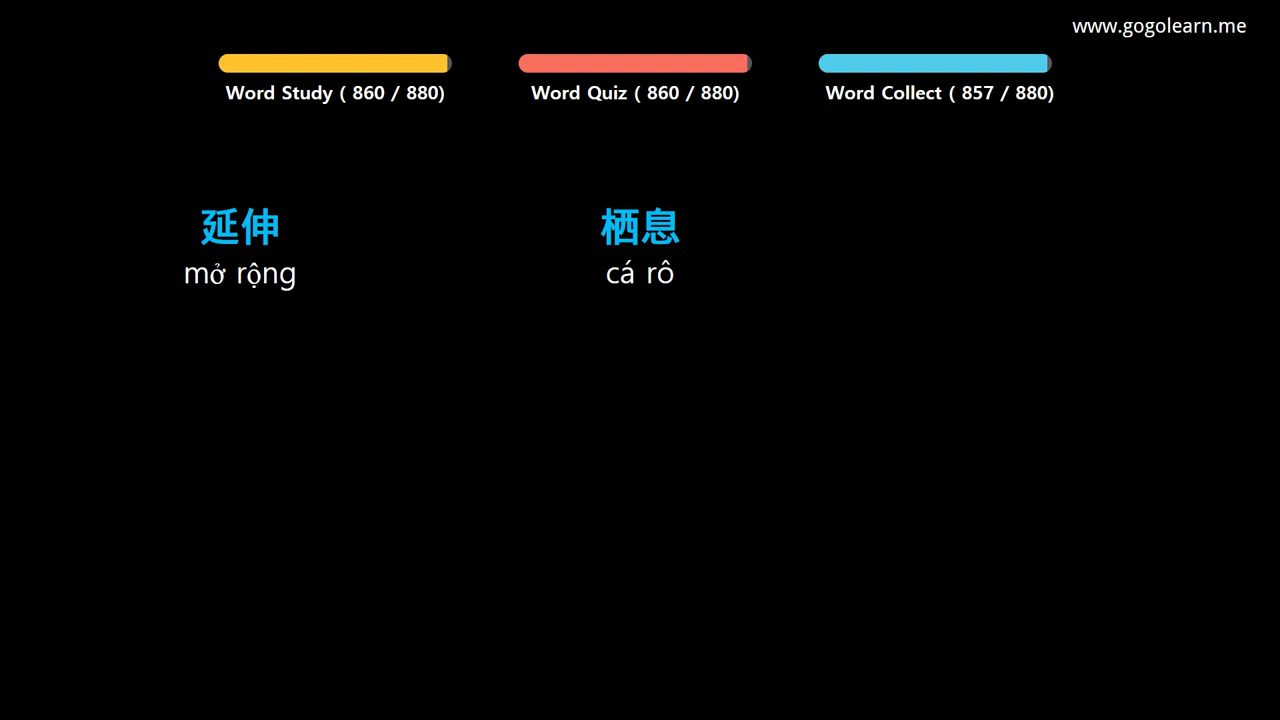 www.gogolearn.me
Word Study ( 860 / 880)
Word Quiz ( 860 / 880)
Word Collect ( 857 / 880)
延伸
mở rộng
栖息
cá rô